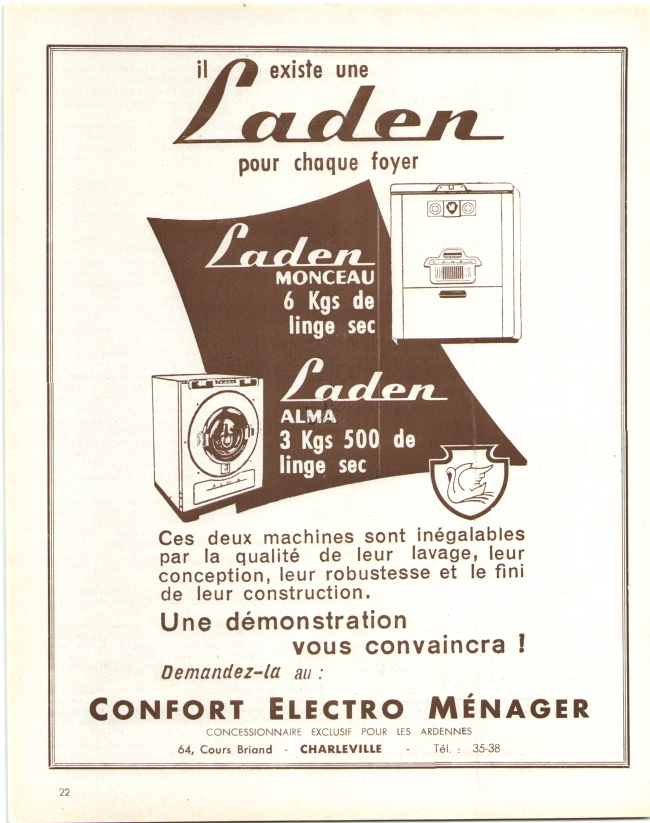 il existe une
Laden
pour chaque foyer
Laden
MONCEAU
6 Kgs de
linge sec
Laden
ALMA
3 Kgs 500 de
linge sec
Ces deux machines sont inégalables
par la qualité de leur lavage, leur
conception, leur robustesse et le fini
de leur construction.
Une démonstration
vous convaincra !
Demandez-la au :
CONFORT ELECTRO MÉNAGER
CONCESSIONNAIRE EXCLUSIF POUR LES ARDENNES
64, Cours Briand - CHARLEVILLE - Tél. : 35-38
22